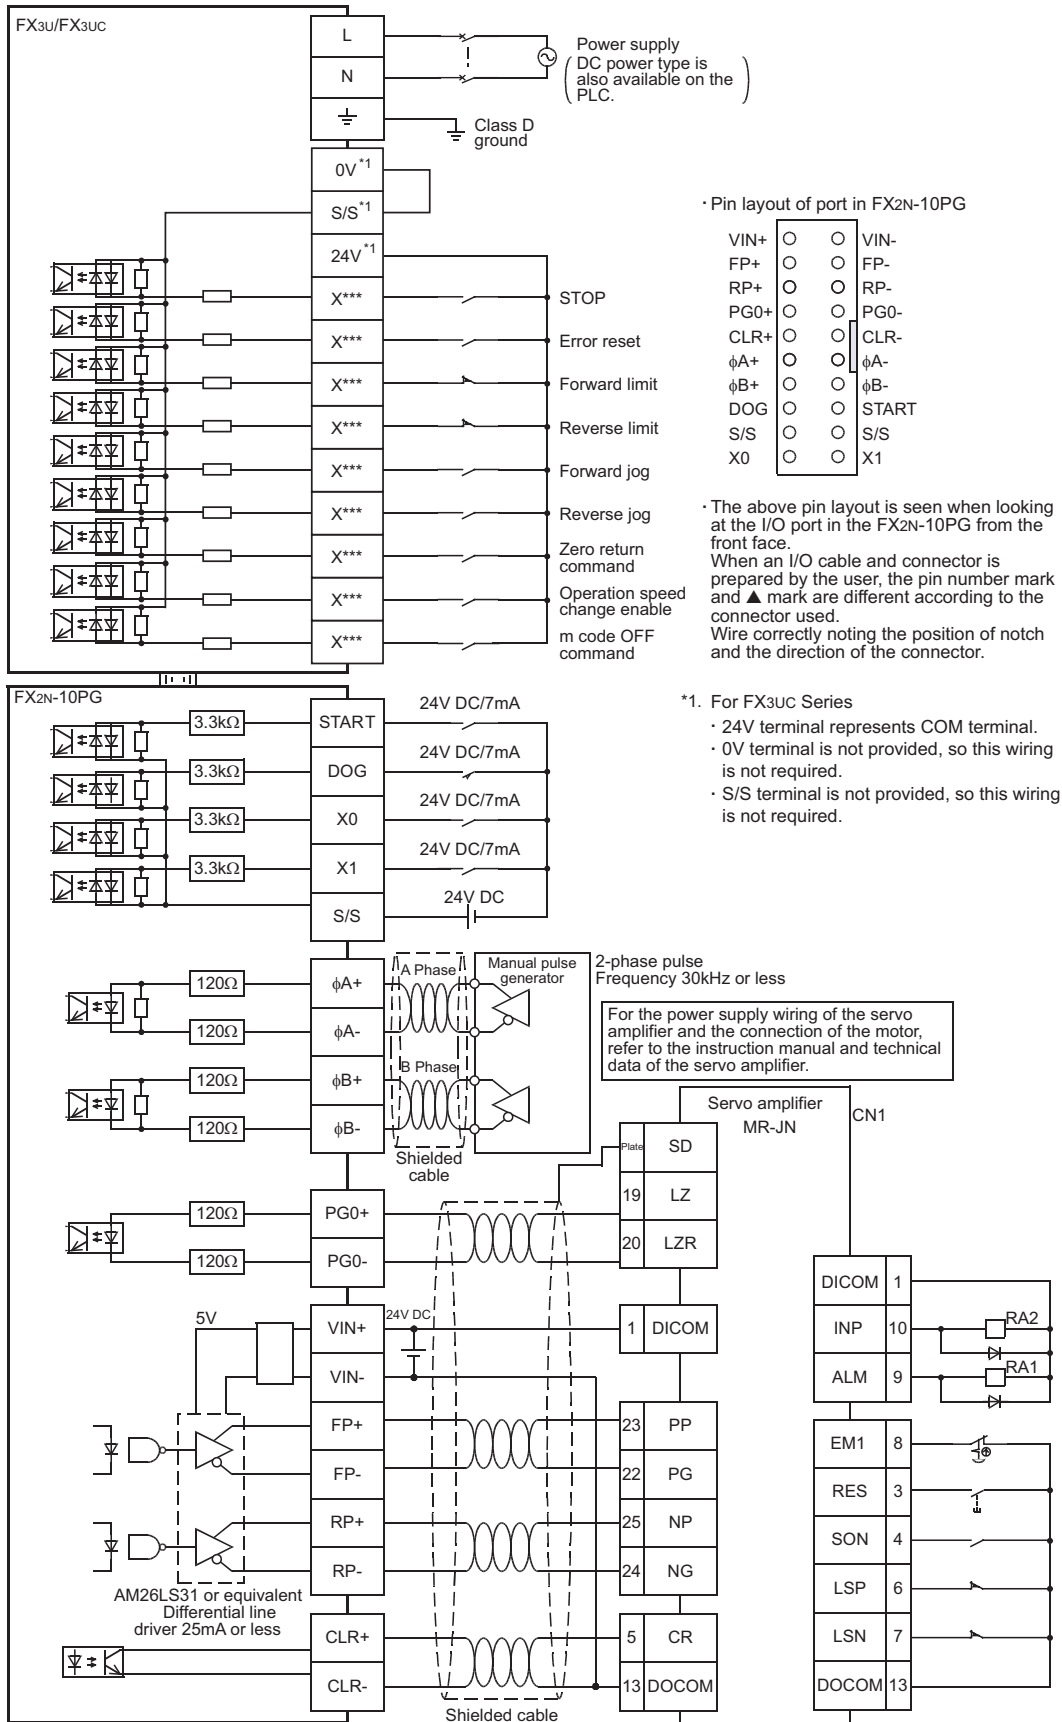 FX3U/FX3UC
L
N
Power supply
DC power type is
also available on the
PLC.
Class D
ground
0V*1
S/S*1
24V*1
X***
STOP
X***
Error reset
X***
Forward limit
X***
Reverse limit
X***
Forward jog
X***
Reverse jog
X***
Zero return
command
X***
Operation speed
change enable
X***
m code OFF
command
・Pin layout of port in FX2N-10PG
VIN+ VIN-
FP+ FP-
RP+ RP-
PG0+ PG0-
CLR+ CLR-
ϕA+ ϕA-
ϕB+ ϕB-
DOG START
S/S S/S
X0 X1
・The above pin layout is seen when looking
at the I/O port in the FX2N-10PG from the
front face.
When an I/O cable and connector is
prepared by the user, the pin number mark
and ▲ mark are different according to the
connector used.
Wire correctly noting the position of notch
and the direction of the connector.
*1. For FX3UC Series
・24V terminal represents COM terminal.
・0V terminal is not provided, so this wiring
is not required.
・S/S terminal is not provided, so this wiring
is not required.
FX2N-10PG
3.3kΩ START 24V DC/7mA
3.3kΩ DOG 24V DC/7mA
3.3kΩ X0 24V DC/7mA
3.3kΩ X1 24V DC/7mA
S/S 24V DC
120Ω ϕA+ A Phase
120Ω ϕA-
120Ω ϕB+ B Phase
120Ω ϕB-
Manual pulse
generator
2-phase pulse
Frequency 30kHz or less
Shielded
cable
For the power supply wiring of the servo
amplifier and the connection of the motor,
refer to the instruction manual and technical
data of the servo amplifier.
Servo amplifier
MR-JN
CN1
Plate SD
120Ω PG0+ 19 LZ
120Ω PG0- 20 LZR
5V VIN+ 24V DC 1 DICOM
VIN-
FP+ 23 PP
FP- 22 PG
RP+ 25 NP
RP- 24 NG
AM26LS31 or equivalent
Differential line
driver 25mA or less
CLR+ 5 CR
CLR- 13 DOCOM
Shielded cable
DICOM 1
INP 10 RA2
ALM 9 RA1
EM1 8
RES 3
SON 4
LSP 6
LSN 7
DOCOM 13